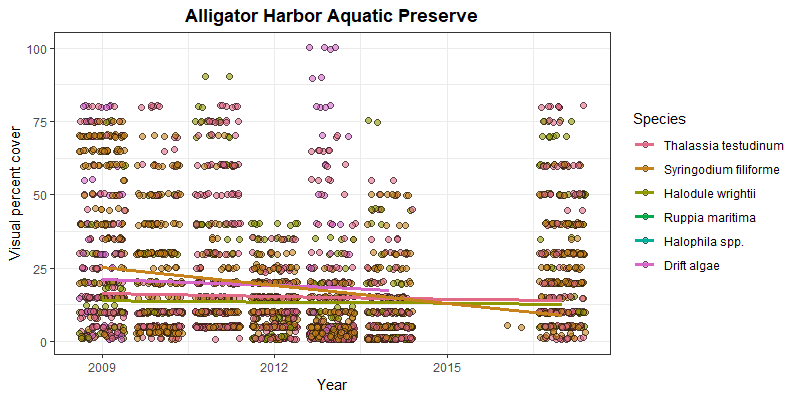 Alligator Harbor Aquatic Preserve
Visual percent cover
100
75
50
25
0
2009
2012
2015
Year
Species
Thalassia testudinum
Syringodium filiforme
Halodule wrightii
Ruppia maritima
Halophila spp.
Drift algae